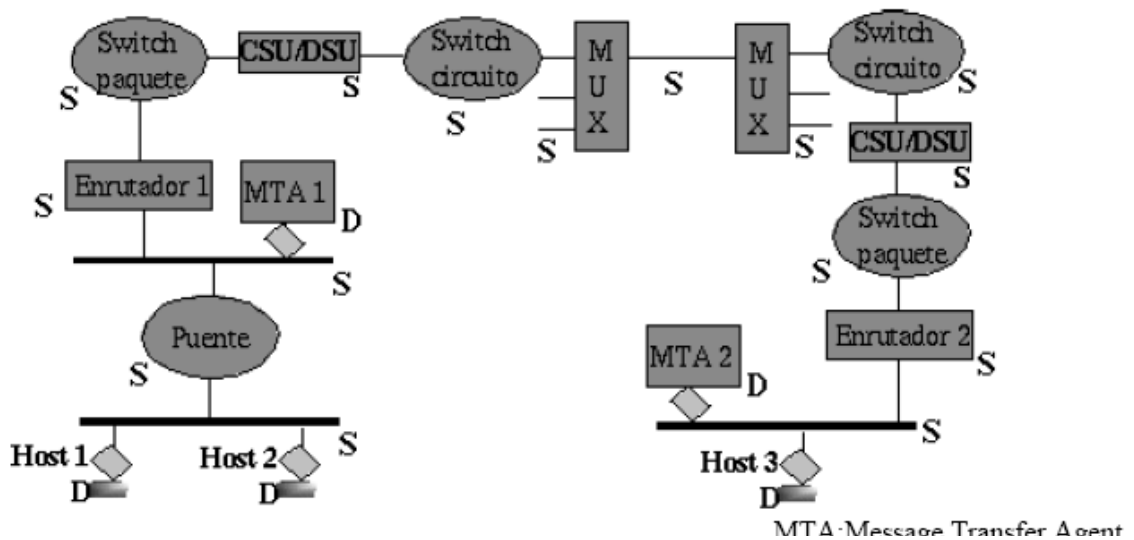 Switch
paquete
S
CSU/DSU
S
Switch
circuito
S
M
U
X
S
S
M
U
X
S
Switch
circuito
S
CSU/DSU
S
Switch
paquete
S
Enrutador 1
S
MTA 1
D
S
Puente
S
S
Host 1
D
Host 2
D
Enrutador 2
S
MTA 2
D
S
Host 3
D
MTA:Message Transfer Agent